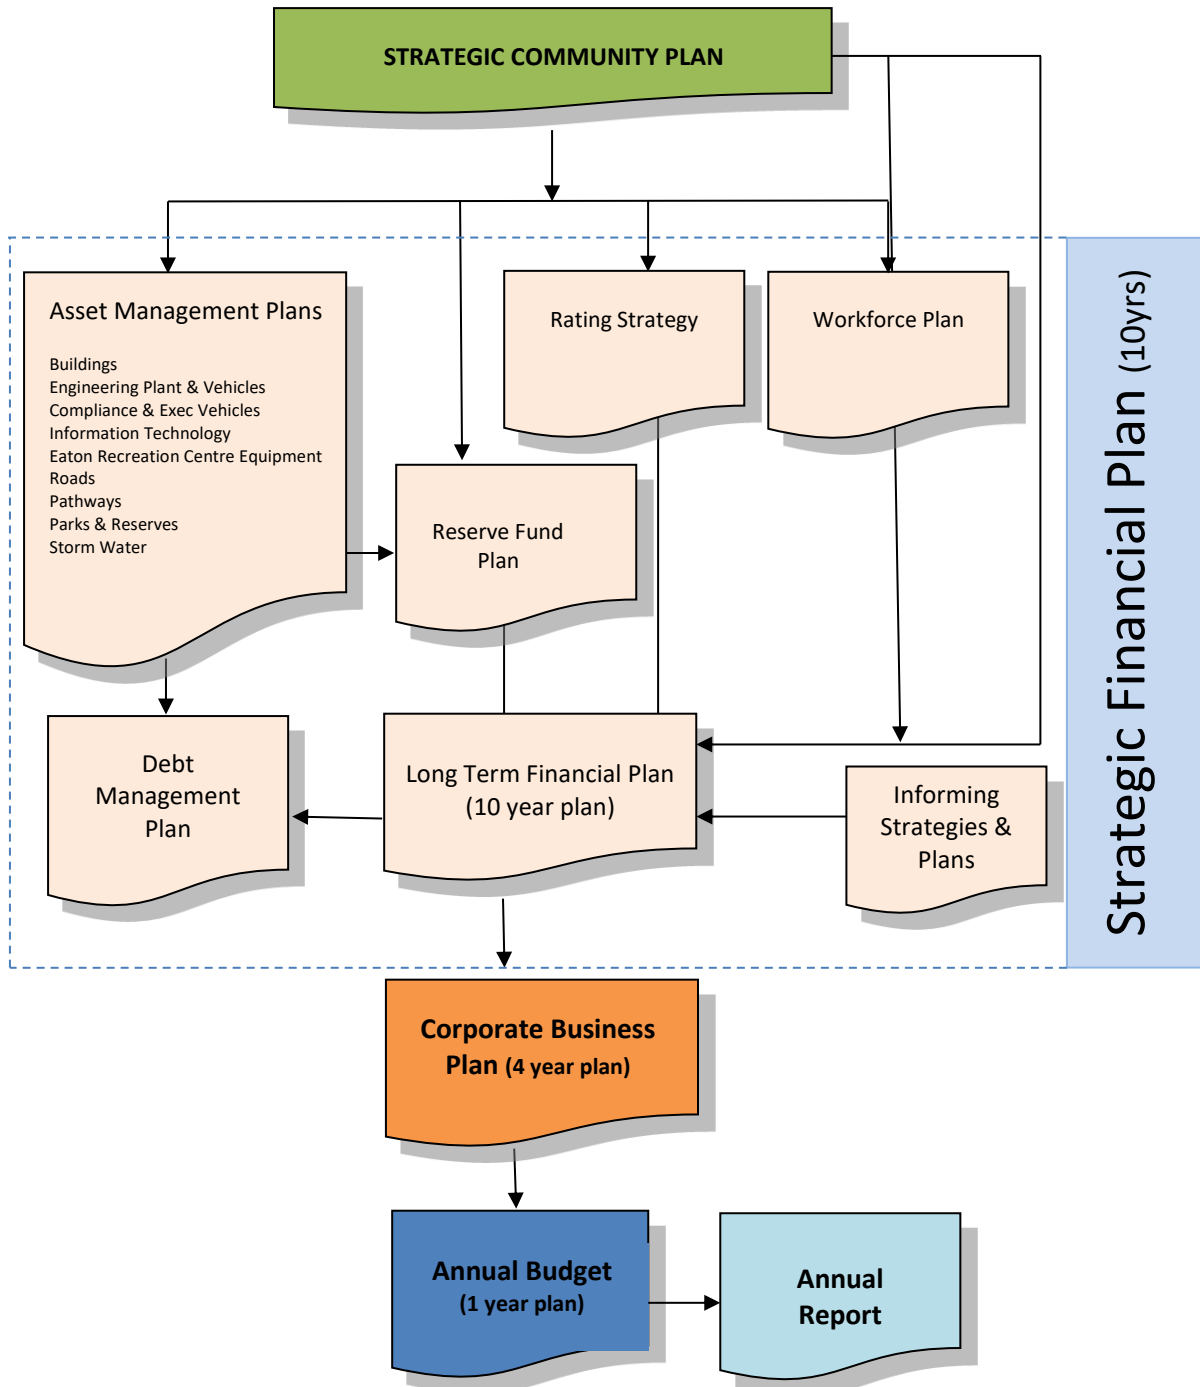 STRATEGIC COMMUNITY PLAN
Asset Management Plans
Buildings
Engineering Plant & Vehicles
Compliance & Exec Vehicles
Information Technology
Eaton Recreation Centre Equipment
Roads
Pathways
Parks & Reserves
Storm Water
Rating Strategy
Workforce Plan
Reserve Fund
Plan
Debt
Management
Plan
Long Term Financial Plan
(10 year plan)
Informing
Strategies &
Plans
Strategic Financial Plan (10yrs)
Corporate Business
Plan (4 year plan)
Annual Budget
(1 year plan)
Annual
Report